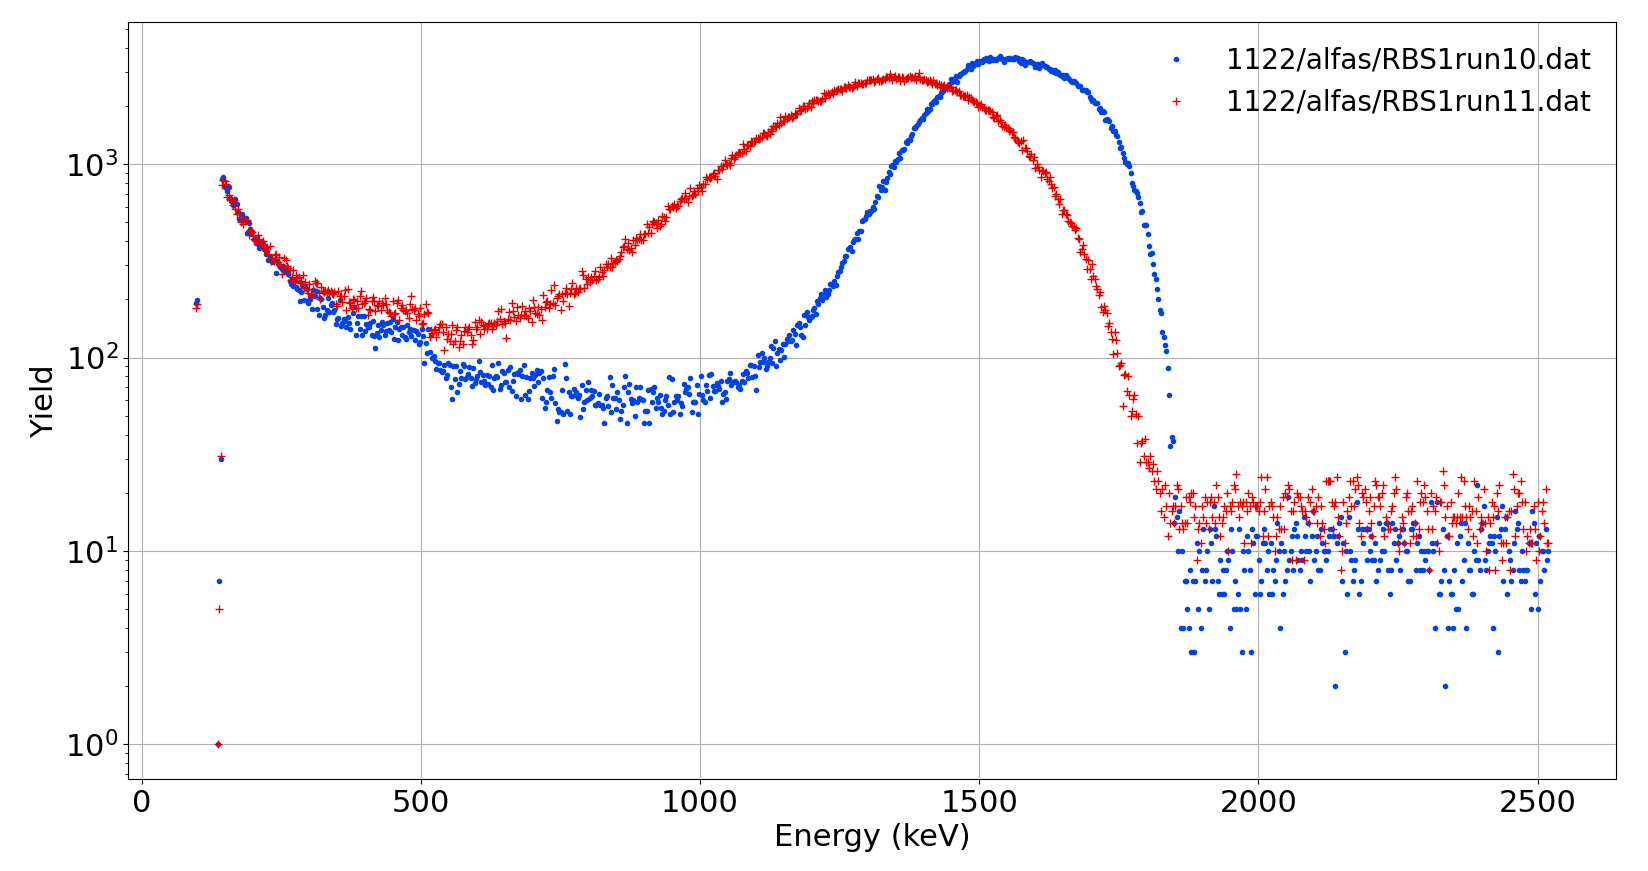 1122/alfas/RBS1run10.dat
1122/alfas/RBS1run11.dat
10³
10²
10¹
10⁰
Yield
0 500 1000 1500 2000 2500
Energy (keV)